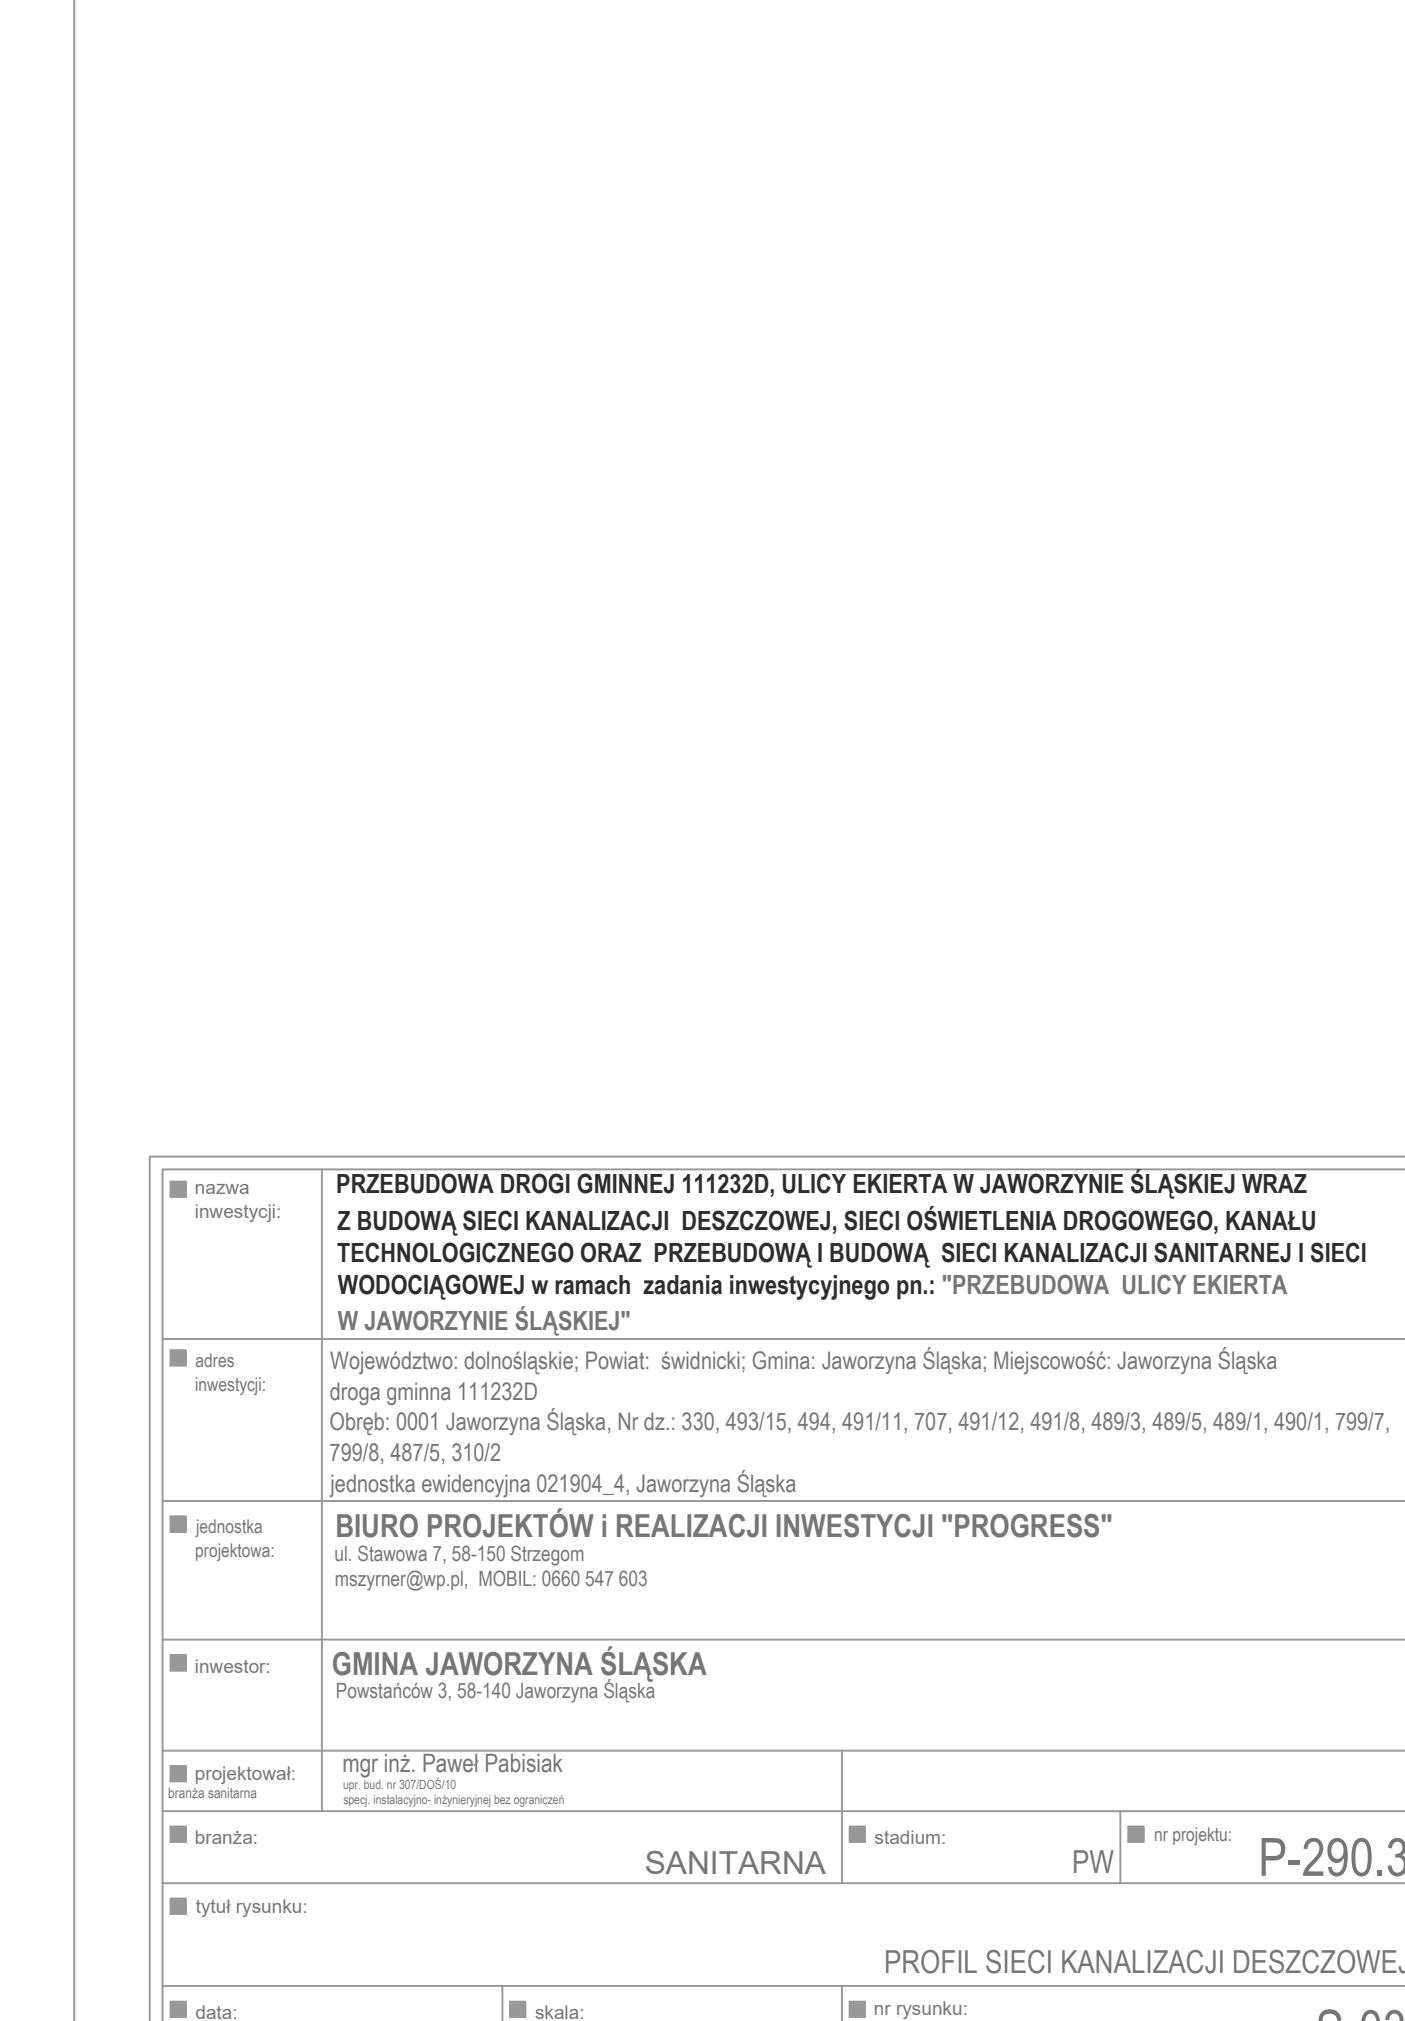 nazwa
inwestycji:
PRZEBUDOWA DROGI GMINNEJ 111232D, ULICY EKIERTA W JAWORZYNIE ŚLĄSKIEJ WRAZ
Z BUDOWĄ SIECI KANALIZACJI DESZCZOWEJ, SIECI OŚWIETLENIA DROGOWEGO, KANAŁU
TECHNOLOGICZNEGO ORAZ PRZEBUDOWĄ I BUDOWĄ SIECI KANALIZACJI SANITARNEJ I SIECI
WODOCIĄGOWEJ w ramach zadania inwestycyjnego pn.: "PRZEBUDOWA ULICY EKIERTA
W JAWORZYNIE ŚLĄSKIEJ"
adres
inwestycji:
Województwo: dolnośląskie; Powiat: świdnicki; Gmina: Jaworzyna Śląska; Miejscowość: Jaworzyna Śląska
droga gminna 111232D
Obręb: 0001 Jaworzyna Śląska, Nr dz.: 330, 493/15, 494, 491/11, 707, 491/12, 491/8, 489/3, 489/5, 489/1, 490/1, 799/7,
799/8, 487/5, 310/2
jednostka ewidencyjna 021904_4, Jaworzyna Śląska
jednostka
projektowa:
BIURO PROJEKTÓW i REALIZACJI INWESTYCJI "PROGRESS"
ul. Stawowa 7, 58-150 Strzegom
mszyrner@wp.pl, MOBIL: 0660 547 603
inwestor:
GMINA JAWORZYNA ŚLĄSKA
Powstańców 3, 58-140 Jaworzyna Śląska
projektował:
branża sanitarna
mgr inż. Paweł Pabisiak
upr. bud. nr 307/DOŚ/10
specj. instalacyjno- inżynieryjnej bez ograniczeń
branża:
SANITARNA
stadium:
PW
nr projektu:
P-290.3
tytuł rysunku:
PROFIL SIECI KANALIZACJI DESZCZOWEJ
data:
skala:
nr rysunku: